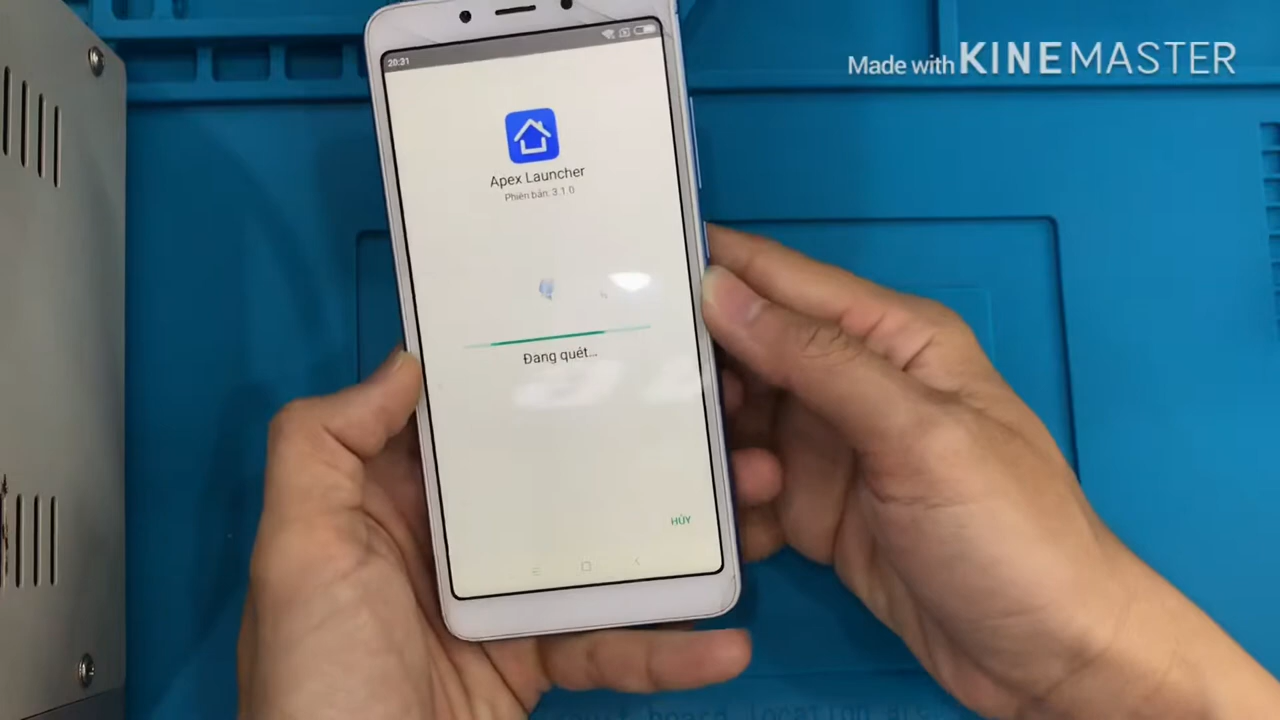 Made with KINEMASTER
20:31
Apex Launcher
Phiên bản: 3.1.0
Đang quét...
HỦY